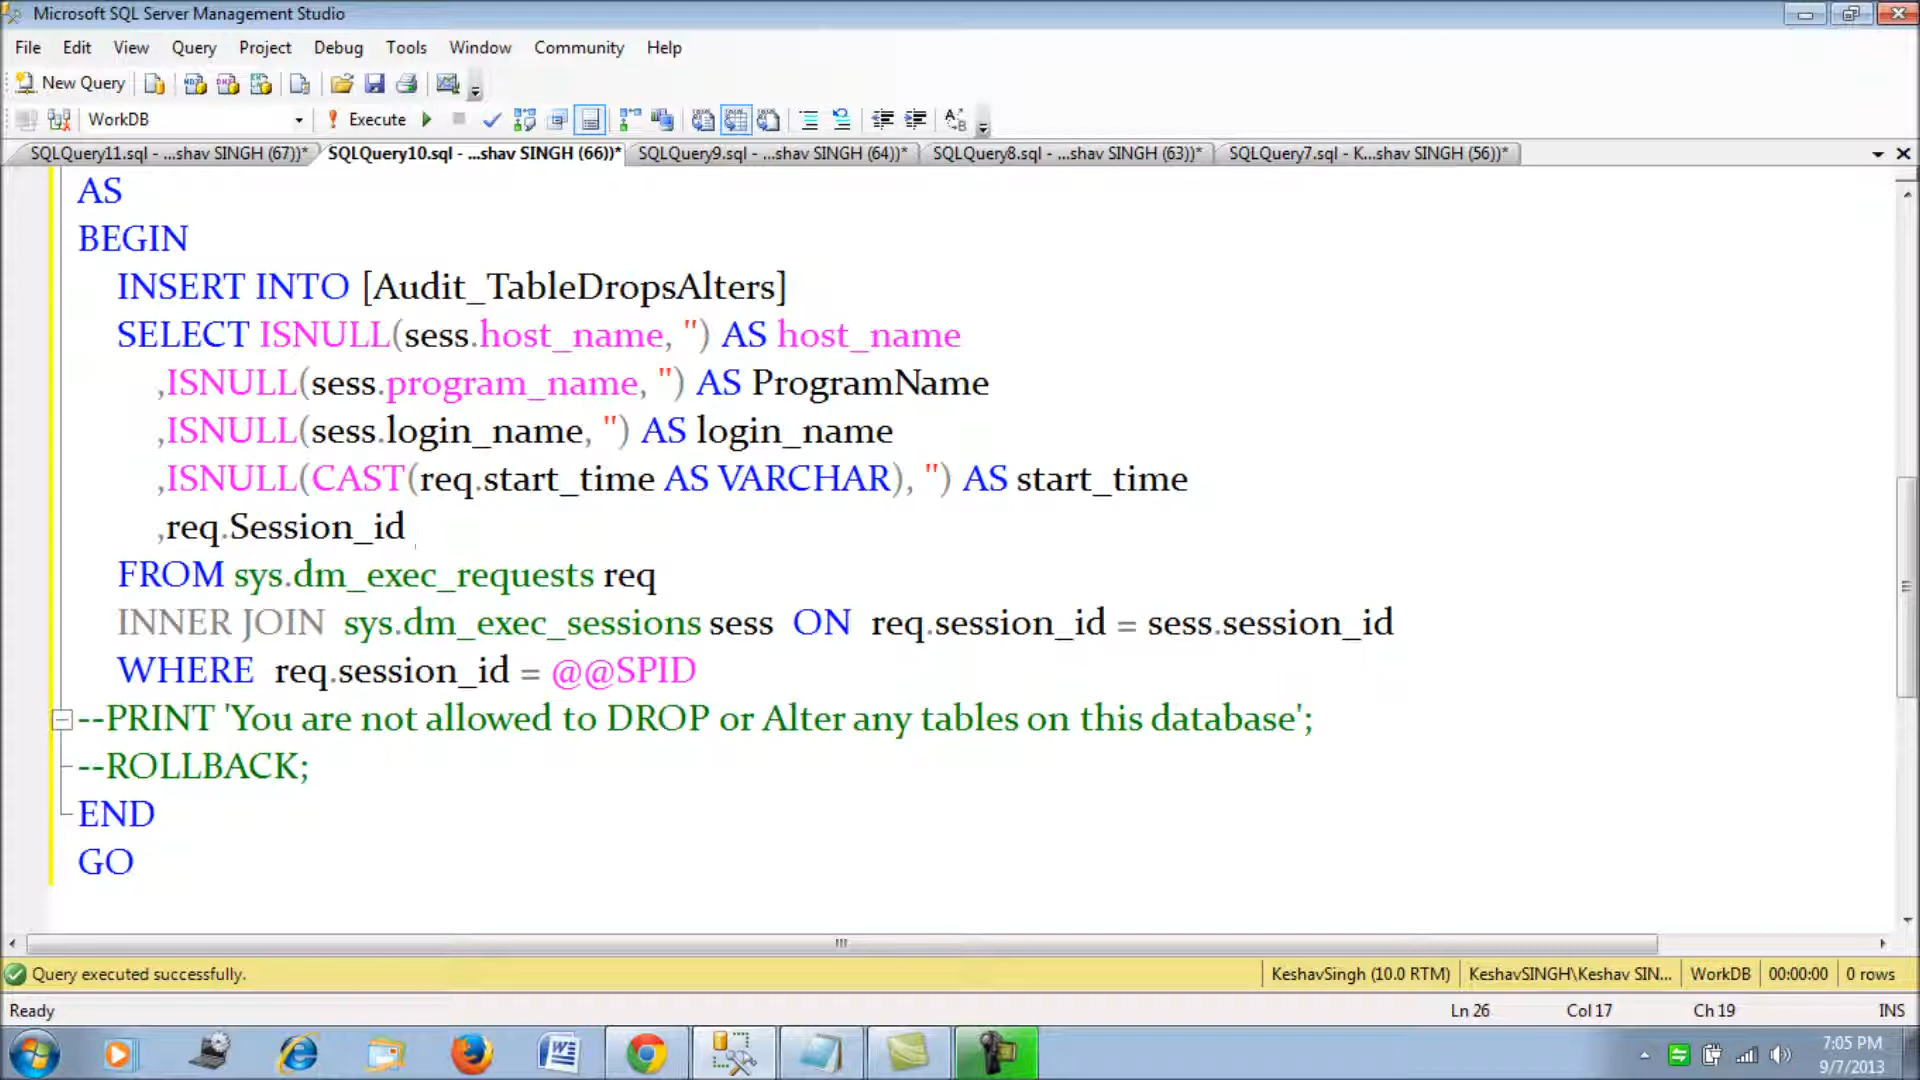 Microsoft SQL Server Management Studio
File Edit View Query Project Debug Tools Window Community Help
New Query
WorkDB Execute
SQLQuery11.sql - ...shav SINGH (67))* SQLQuery10.sql - ...shav SINGH (66))* SQLQuery9.sql - ...shav SINGH (64))* SQLQuery8.sql - ...shav SINGH (63))* SQLQuery7.sql - K...shav SINGH (56))*
AS
BEGIN
INSERT INTO [Audit_TableDropsAlters]
SELECT ISNULL(sess.host_name, '') AS host_name
,ISNULL(sess.program_name, '') AS ProgramName
,ISNULL(sess.login_name, '') AS login_name
,ISNULL(CAST(req.start_time AS VARCHAR), '') AS start_time
,req.Session_id
FROM sys.dm_exec_requests req
INNER JOIN sys.dm_exec_sessions sess ON req.session_id = sess.session_id
WHERE req.session_id = @@SPID
--PRINT 'You are not allowed to DROP or Alter any tables on this database';
--ROLLBACK;
END
GO
Query executed successfully. KeshavSingh (10.0 RTM) KeshavSINGH\Keshav SIN... WorkDB 00:00:00 0 rows
Ready Ln 26 Col 17 Ch 19 INS
7:05 PM
9/7/2013